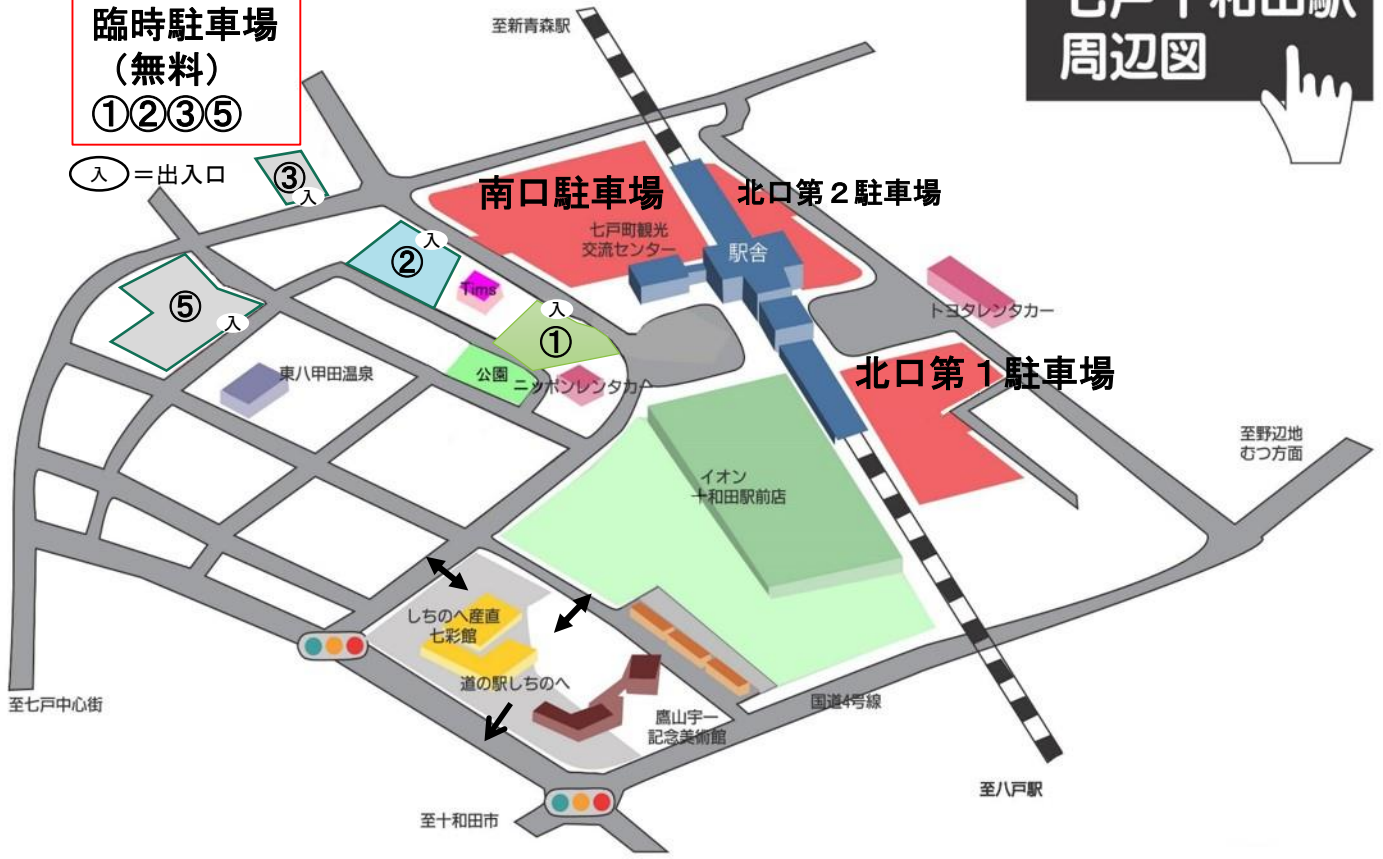 臨時駐車場
（無料）
①②③⑤
入＝出入口
至新青森駅
七戸十和田駅
周辺図
③
入
南口駐車場
北口第２駐車場
七戸町観光
交流センター
駅舎
②
入
Tims
⑤
入
入
①
トヨタレンタカー
東八甲田温泉
公園
ニッポンレンタカー
北口第１駐車場
至野辺地
むつ方面
イオン
十和田駅前店
しちのへ産直
七彩館
道の駅しちのへ
至七戸中心街
国道4号線
鷹山宇一
記念美術館
至八戸駅
至十和田市